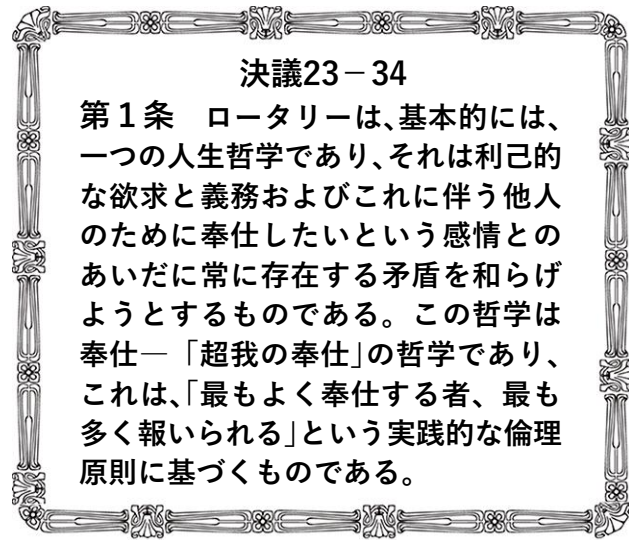 決議23－34
第１条　ロータリーは、基本的には、
一つの人生哲学であり、それは利己的
な欲求と義務およびこれに伴う他人
のために奉仕したいという感情との
あいだに常に存在する矛盾を和らげ
ようとするものである。この哲学は
奉仕―「超我の奉仕」の哲学であり、
これは、「最もよく奉仕する者、最も
多く報いられる」という実践的な倫理
原則に基づくものである。